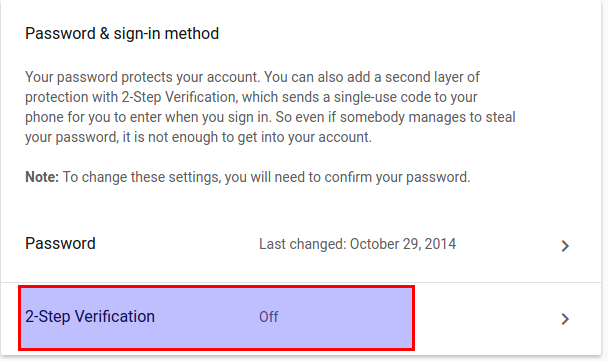 Password & sign-in method
Your password protects your account. You can also add a second layer of
protection with 2-Step Verification, which sends a single-use code to your
phone for you to enter when you sign in. So even if somebody manages to steal
your password, it is not enough to get into your account.
Note: To change these settings, you will need to confirm your password.
Password Last changed: October 29, 2014
2-Step Verification Off